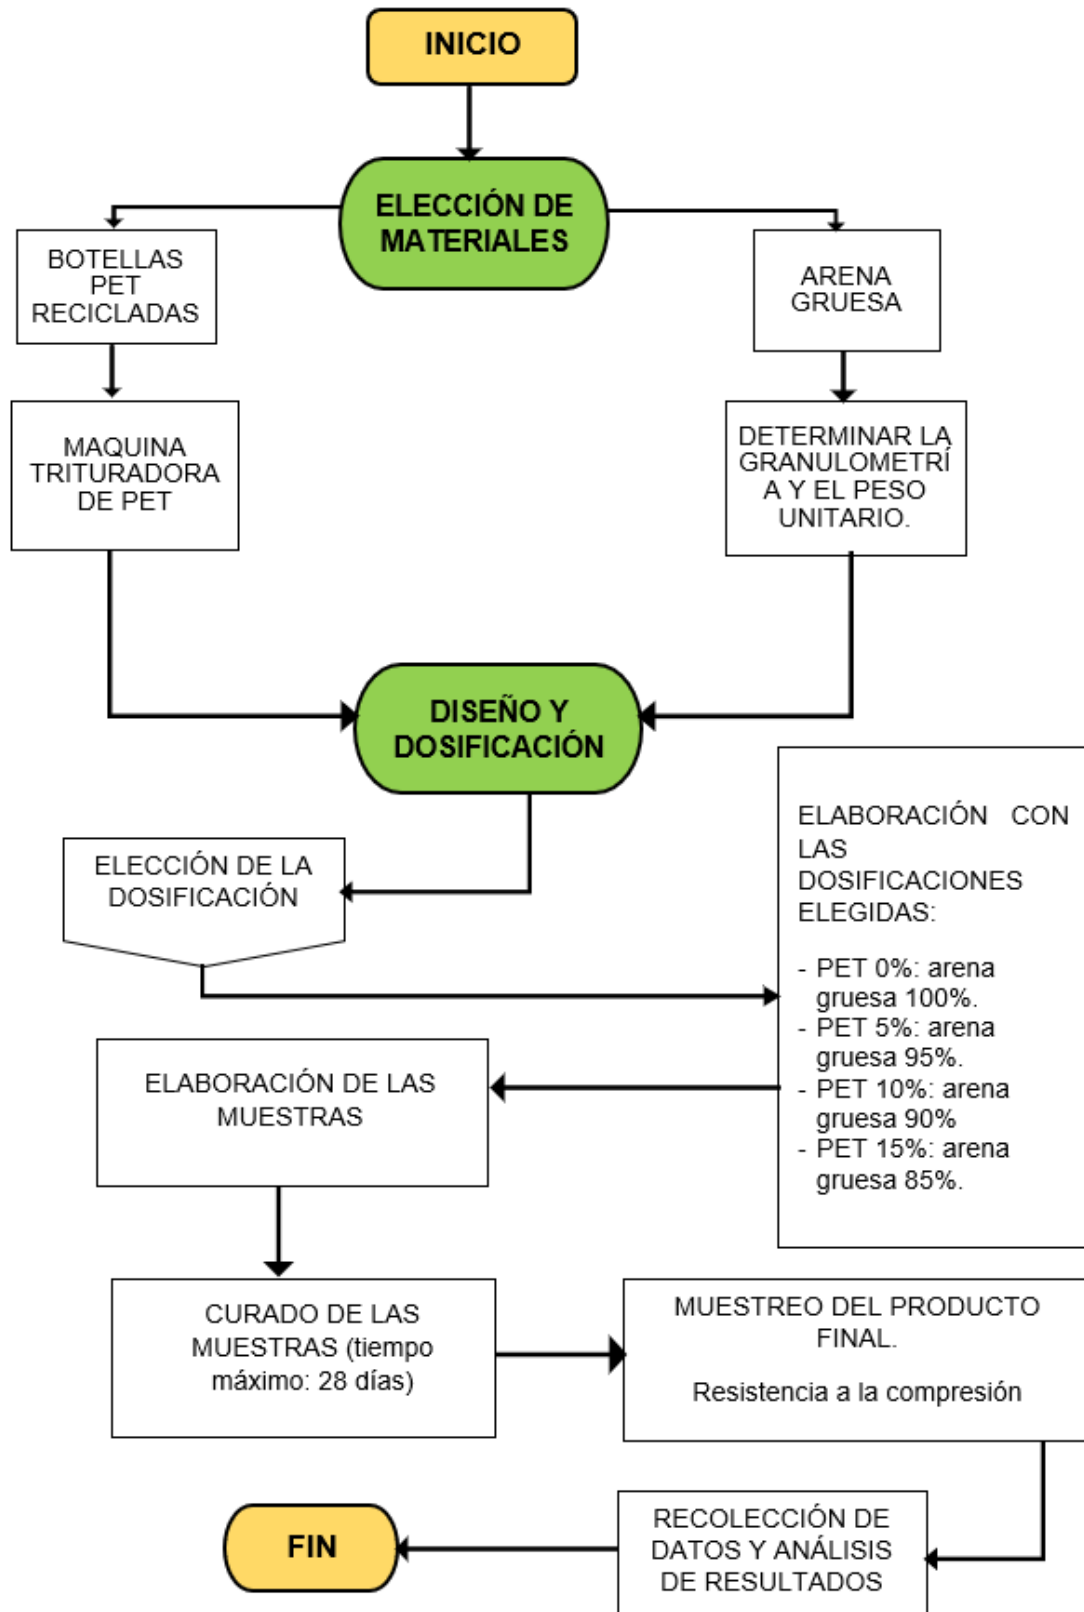 INICIO
ELECCIÓN DE
MATERIALES
BOTELLAS
PET
RECICLADAS
ARENA
GRUESA
MAQUINA
TRITURADORA
DE PET
DETERMINAR LA
GRANULOMETRÍ
A Y EL PESO
UNITARIO.
DISEÑO Y
DOSIFICACIÓN
ELECCIÓN DE LA
DOSIFICACIÓN
ELABORACIÓN CON
LAS
DOSIFICACIONES
ELEGIDAS:
- PET 0%: arena
gruesa 100%.
- PET 5%: arena
gruesa 95%.
- PET 10%: arena
gruesa 90%
- PET 15%: arena
gruesa 85%.
ELABORACIÓN DE LAS
MUESTRAS
CURADO DE LAS
MUESTRAS (tiempo
máximo: 28 días)
MUESTREO DEL PRODUCTO
FINAL.
Resistencia a la compresión
RECOLECCIÓN DE
DATOS Y ANÁLISIS
DE RESULTADOS
FIN